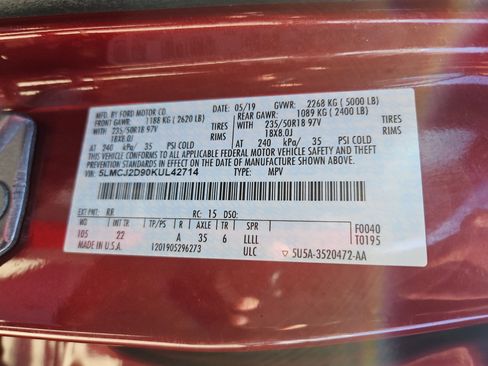 MFD. BY FORD MOTOR CO. 05/19 GVWR: 2268 KG (5000 LB)
FRONT GAWR: 1188 KG (2620 LB) REAR GAWR: 1089 KG (2400 LB)
WITH 235/50R18 97V TIRES WITH 235/50R18 97V TIRES
18X8.0J RIMS 18X8.0J RIMS
AT 240 kPa/ 35 PSI COLD AT 240 kPa/ 35 PSI COLD
THIS VEHICLE CONFORMS TO ALL APPLICABLE FEDERAL MOTOR VEHICLE SAFETY AND THEFT PREVENTION STANDARDS IN EFFECT ON THE DATE OF MANUFACTURE SHOWN ABOVE.
VIN: 5LMCJ2D90KUL42714 TYPE: MPV
EXT PNT: RR RC: 15 DSO:
WB BRK INT TR TP/PS R AXLE TR SPR F0040
105 22 A 35 6 LLLL T0195
MADE IN U.S.A. 1201905296273 ULC ▽5U5A-3520472-AA